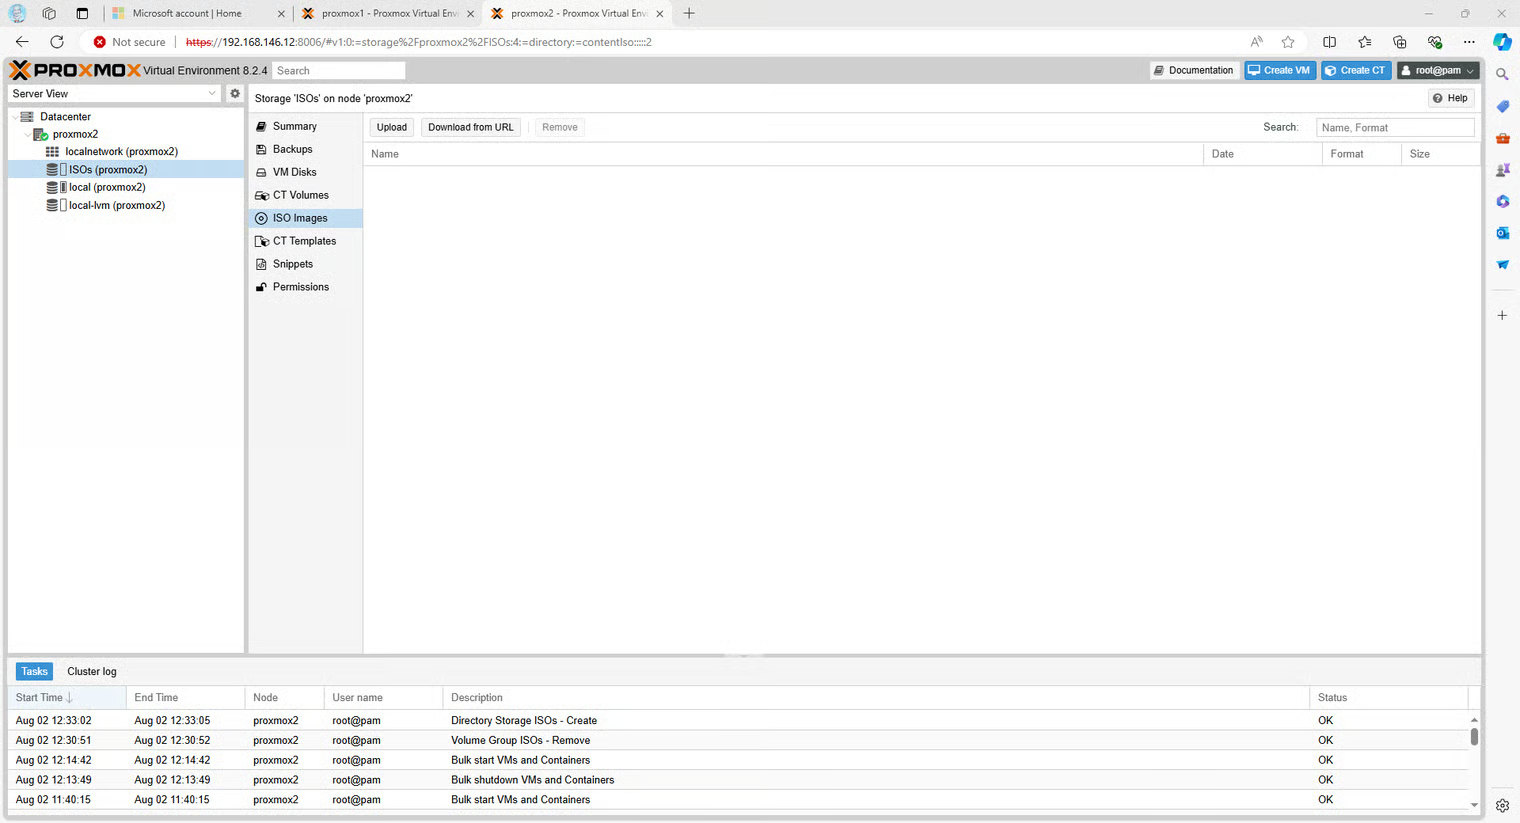 Microsoft account | Home
proxmox1 - Proxmox Virtual Envi
proxmox2 - Proxmox Virtual Envi
Not secure
https://192.168.146.12:8006/#v1:0:=storage%2Fproxmox2%2FISOs:4:=directory:=contentIso:::::2
PROXMOX Virtual Environment 8.2.4
Search
Documentation
Create VM
Create CT
root@pam
Server View
Storage 'ISOs' on node 'proxmox2'
Help
Datacenter
proxmox2
localnetwork (proxmox2)
ISOs (proxmox2)
local (proxmox2)
local-lvm (proxmox2)
Summary
Backups
VM Disks
CT Volumes
ISO Images
CT Templates
Snippets
Permissions
Upload
Download from URL
Remove
Search:
Name, Format
Name
Date
Format
Size
Tasks
Cluster log
Start Time
End Time
Node
User name
Description
Status
Aug 02 12:33:02 Aug 02 12:33:05 proxmox2 root@pam Directory Storage ISOs - Create OK
Aug 02 12:30:51 Aug 02 12:30:52 proxmox2 root@pam Volume Group ISOs - Remove OK
Aug 02 12:14:42 Aug 02 12:14:42 proxmox2 root@pam Bulk start VMs and Containers OK
Aug 02 12:13:49 Aug 02 12:13:49 proxmox2 root@pam Bulk shutdown VMs and Containers OK
Aug 02 11:40:15 Aug 02 11:40:15 proxmox2 root@pam Bulk start VMs and Containers OK